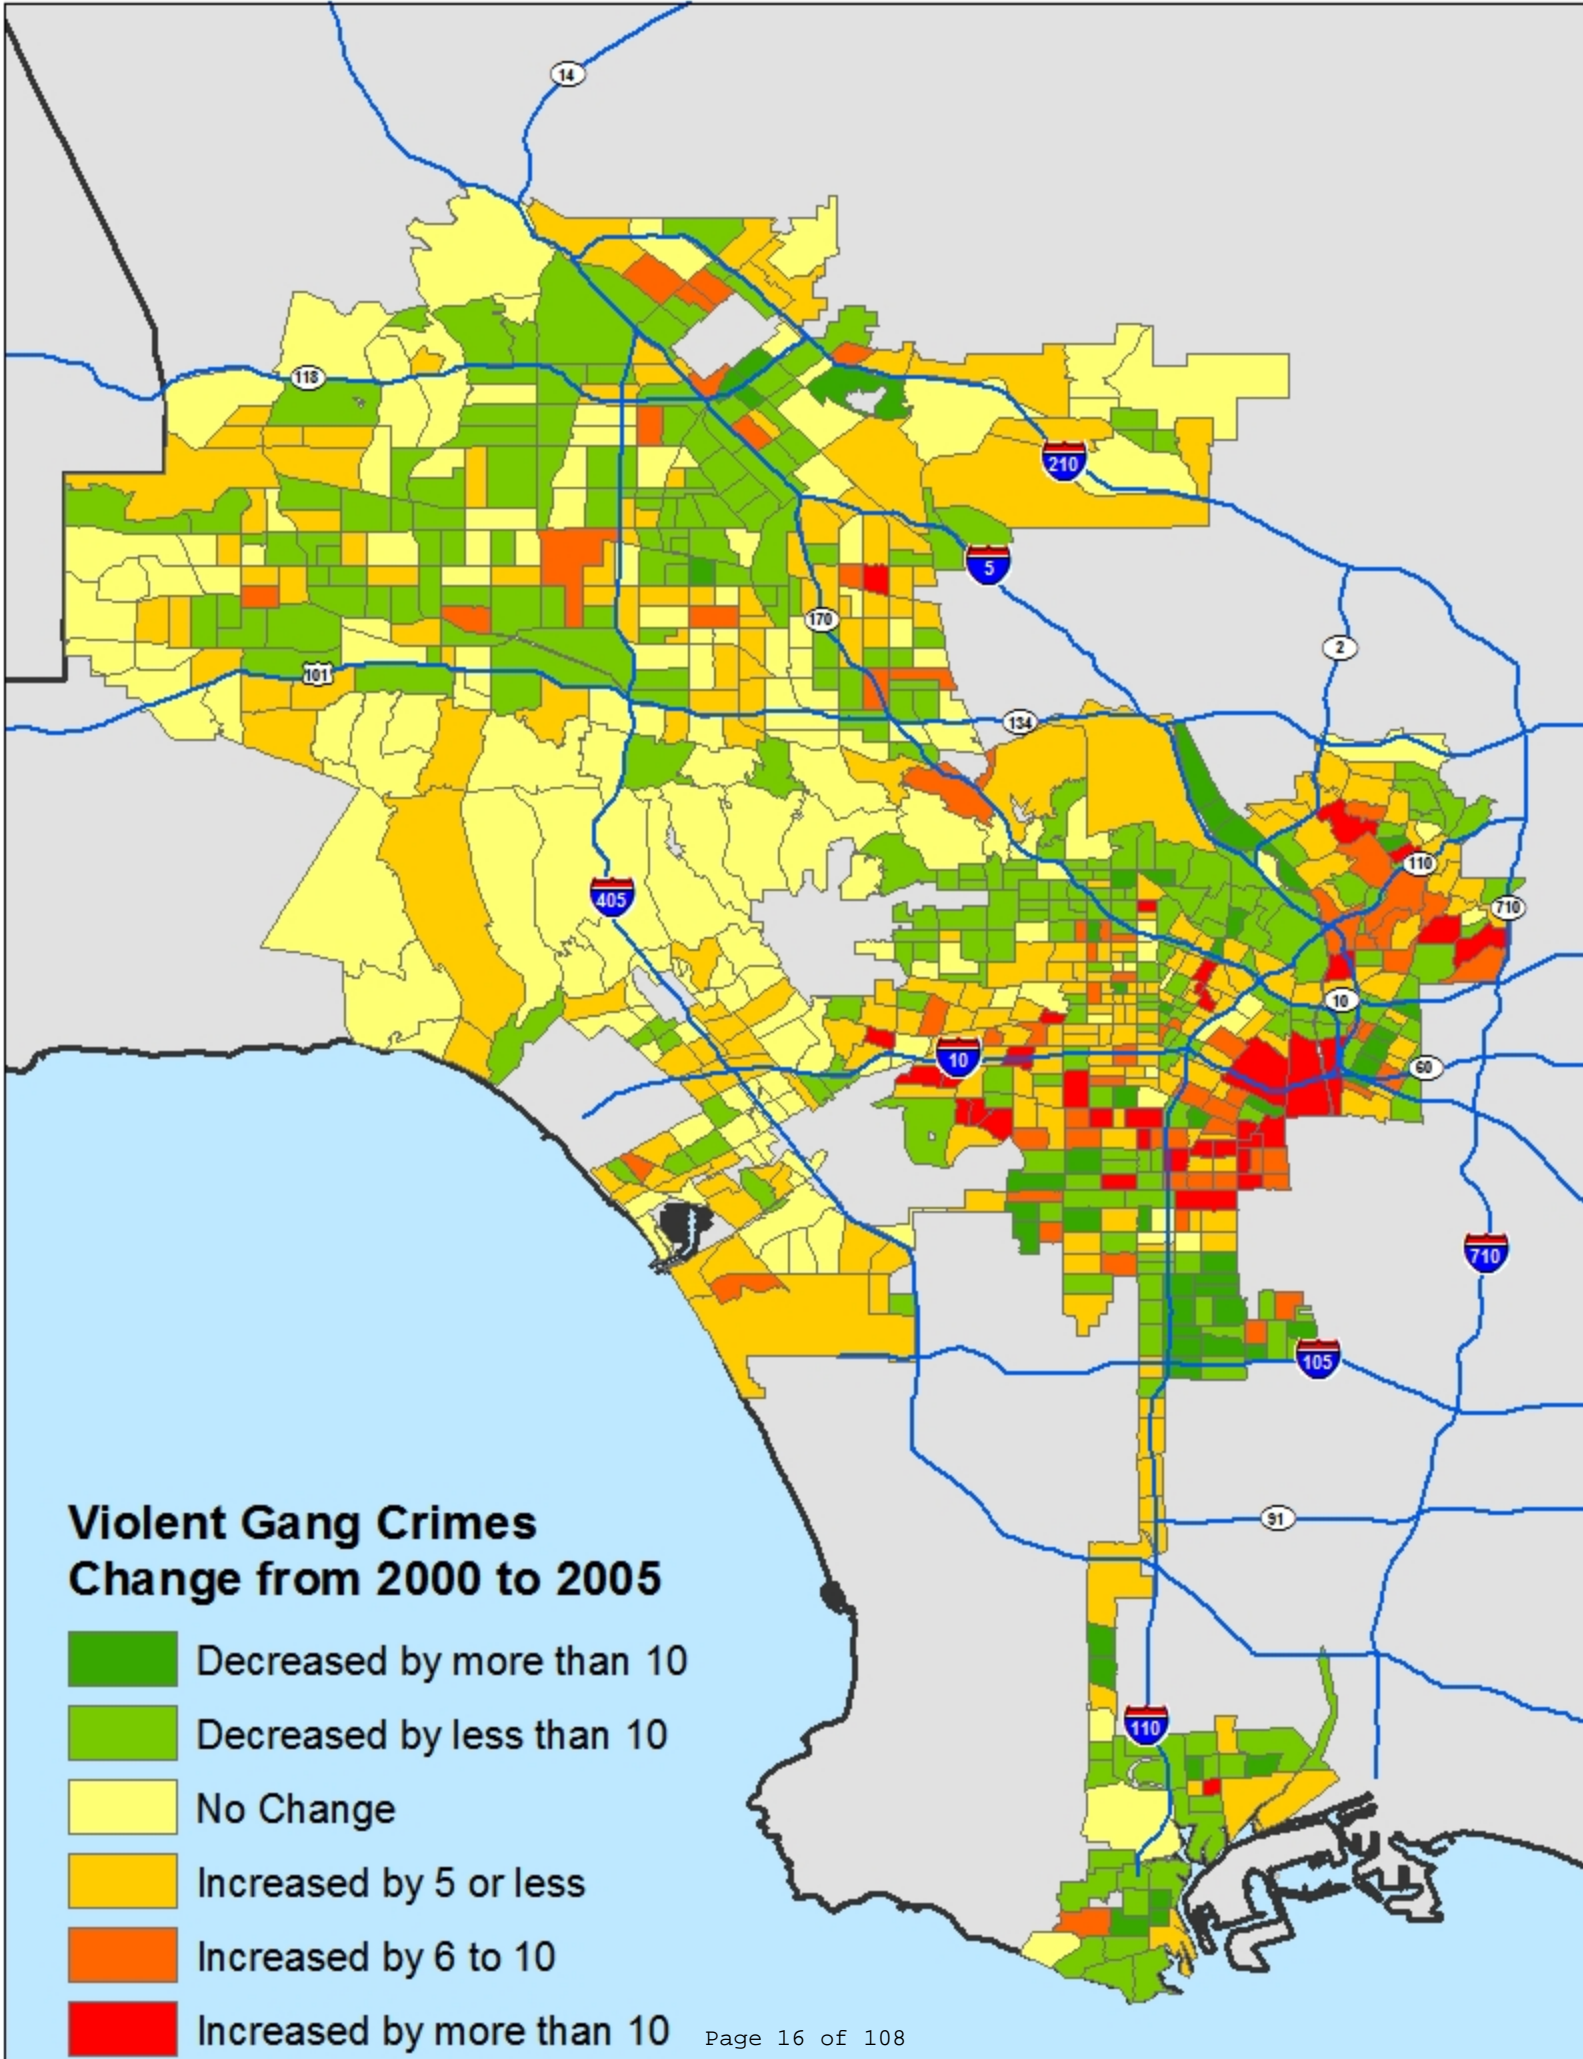 14
118
210
5
170
2
101
134
110
405
710
10
10
60
710
105
91
110
Violent Gang Crimes
Change from 2000 to 2005
Decreased by more than 10
Decreased by less than 10
No Change
Increased by 5 or less
Increased by 6 to 10
Increased by more than 10
Page 16 of 108